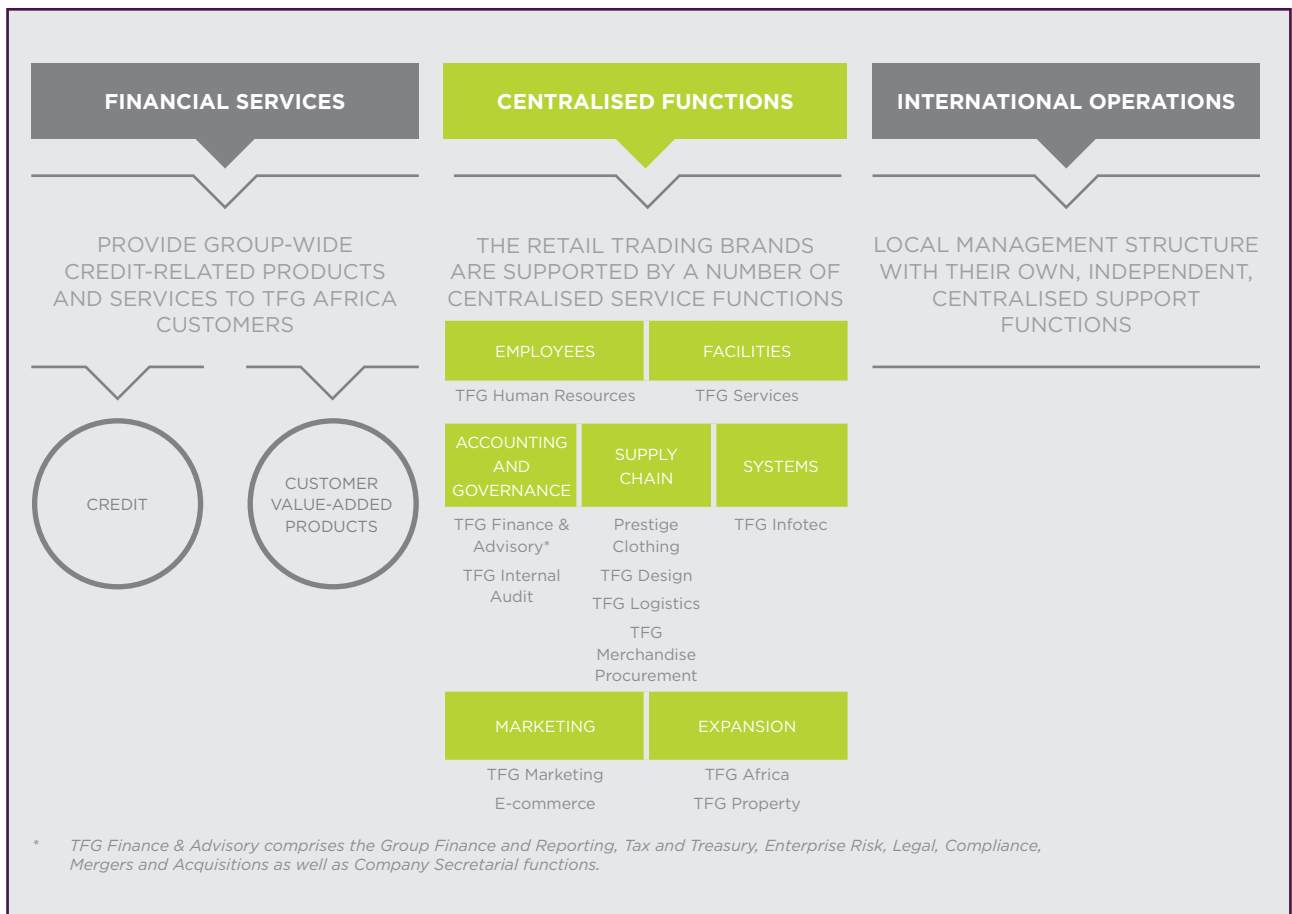 FINANCIAL SERVICES
PROVIDE GROUP-WIDE
CREDIT-RELATED PRODUCTS
AND SERVICES TO TFG AFRICA
CUSTOMERS
CREDIT
CUSTOMER
VALUE-ADDED
PRODUCTS
CENTRALISED FUNCTIONS
THE RETAIL TRADING BRANDS
ARE SUPPORTED BY A NUMBER OF
CENTRALISED SERVICE FUNCTIONS
EMPLOYEES
TFG Human Resources
FACILITIES
TFG Services
ACCOUNTING
AND
GOVERNANCE
TFG Finance &
Advisory*
TFG Internal
Audit
SUPPLY
CHAIN
Prestige
Clothing
TFG Design
TFG Logistics
TFG
Merchandise
Procurement
SYSTEMS
TFG Infotec
MARKETING
TFG Marketing
E-commerce
EXPANSION
TFG Africa
TFG Property
INTERNATIONAL OPERATIONS
LOCAL MANAGEMENT STRUCTURE
WITH THEIR OWN, INDEPENDENT,
CENTRALISED SUPPORT
FUNCTIONS
* TFG Finance & Advisory comprises the Group Finance and Reporting, Tax and Treasury, Enterprise Risk, Legal, Compliance,
Mergers and Acquisitions as well as Company Secretarial functions.